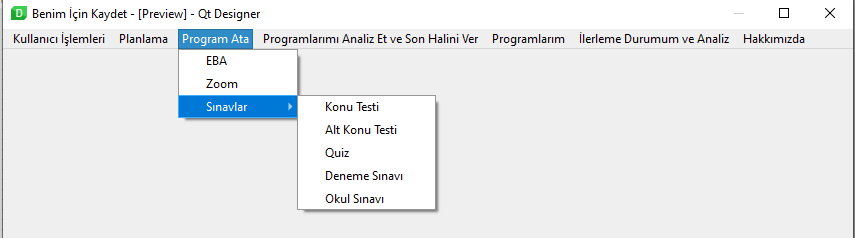 Benim İçin Kaydet - [Preview] - Qt Designer
Kullanıcı İşlemleri Planlama Program Ata Programlarımı Analiz Et ve Son Halini Ver Programlarım İlerleme Durumum ve Analiz Hakkımızda
EBA
Zoom
Sınavlar
Konu Testi
Alt Konu Testi
Quiz
Deneme Sınavı
Okul Sınavı